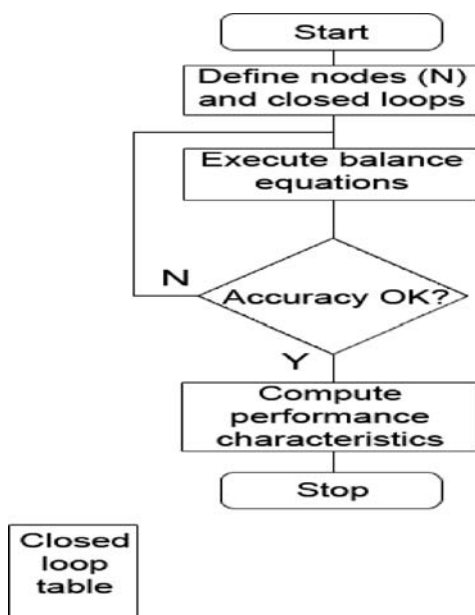 Start
Define nodes (N)
and closed loops
Execute balance
equations
N
Accuracy OK?
Y
Compute
performance
characteristics
Stop
Closed
loop
table